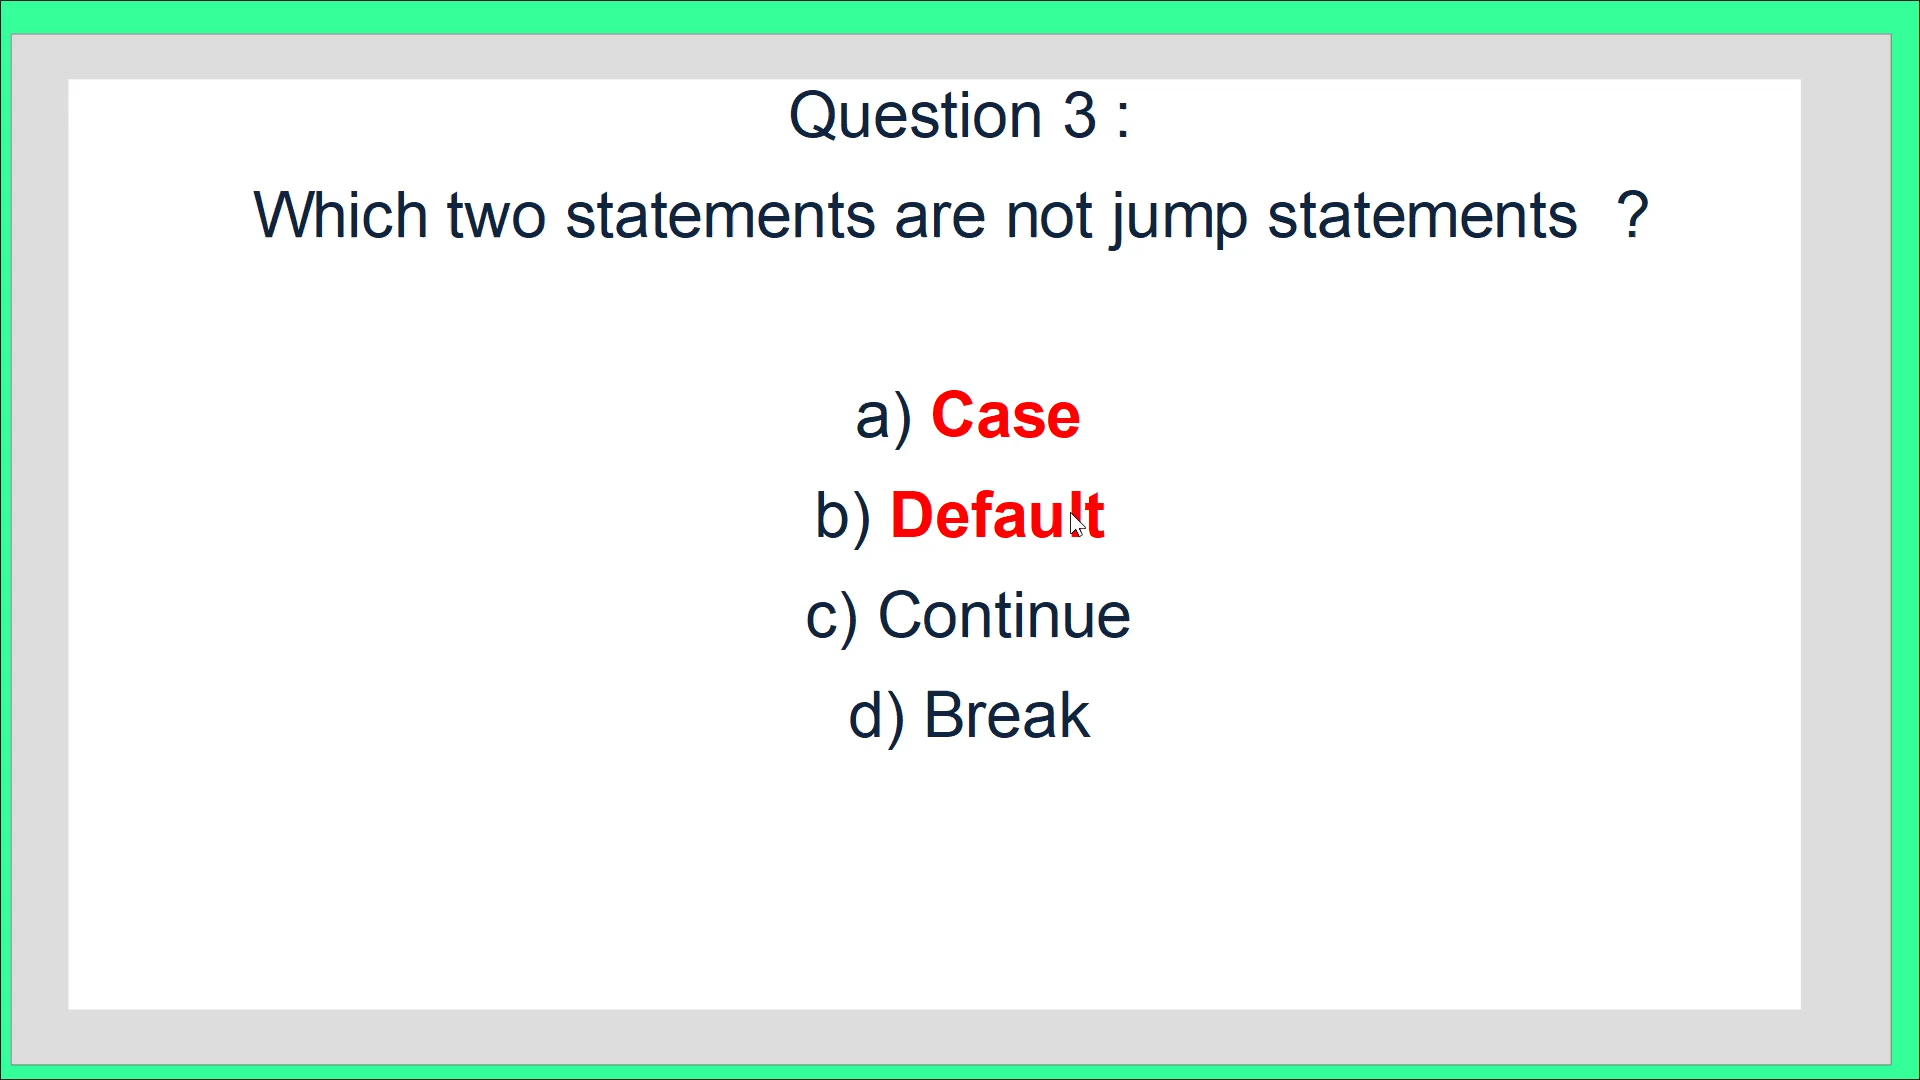 Question 3 :
Which two statements are not jump statements ?
a) Case
b) Default
c) Continue
d) Break